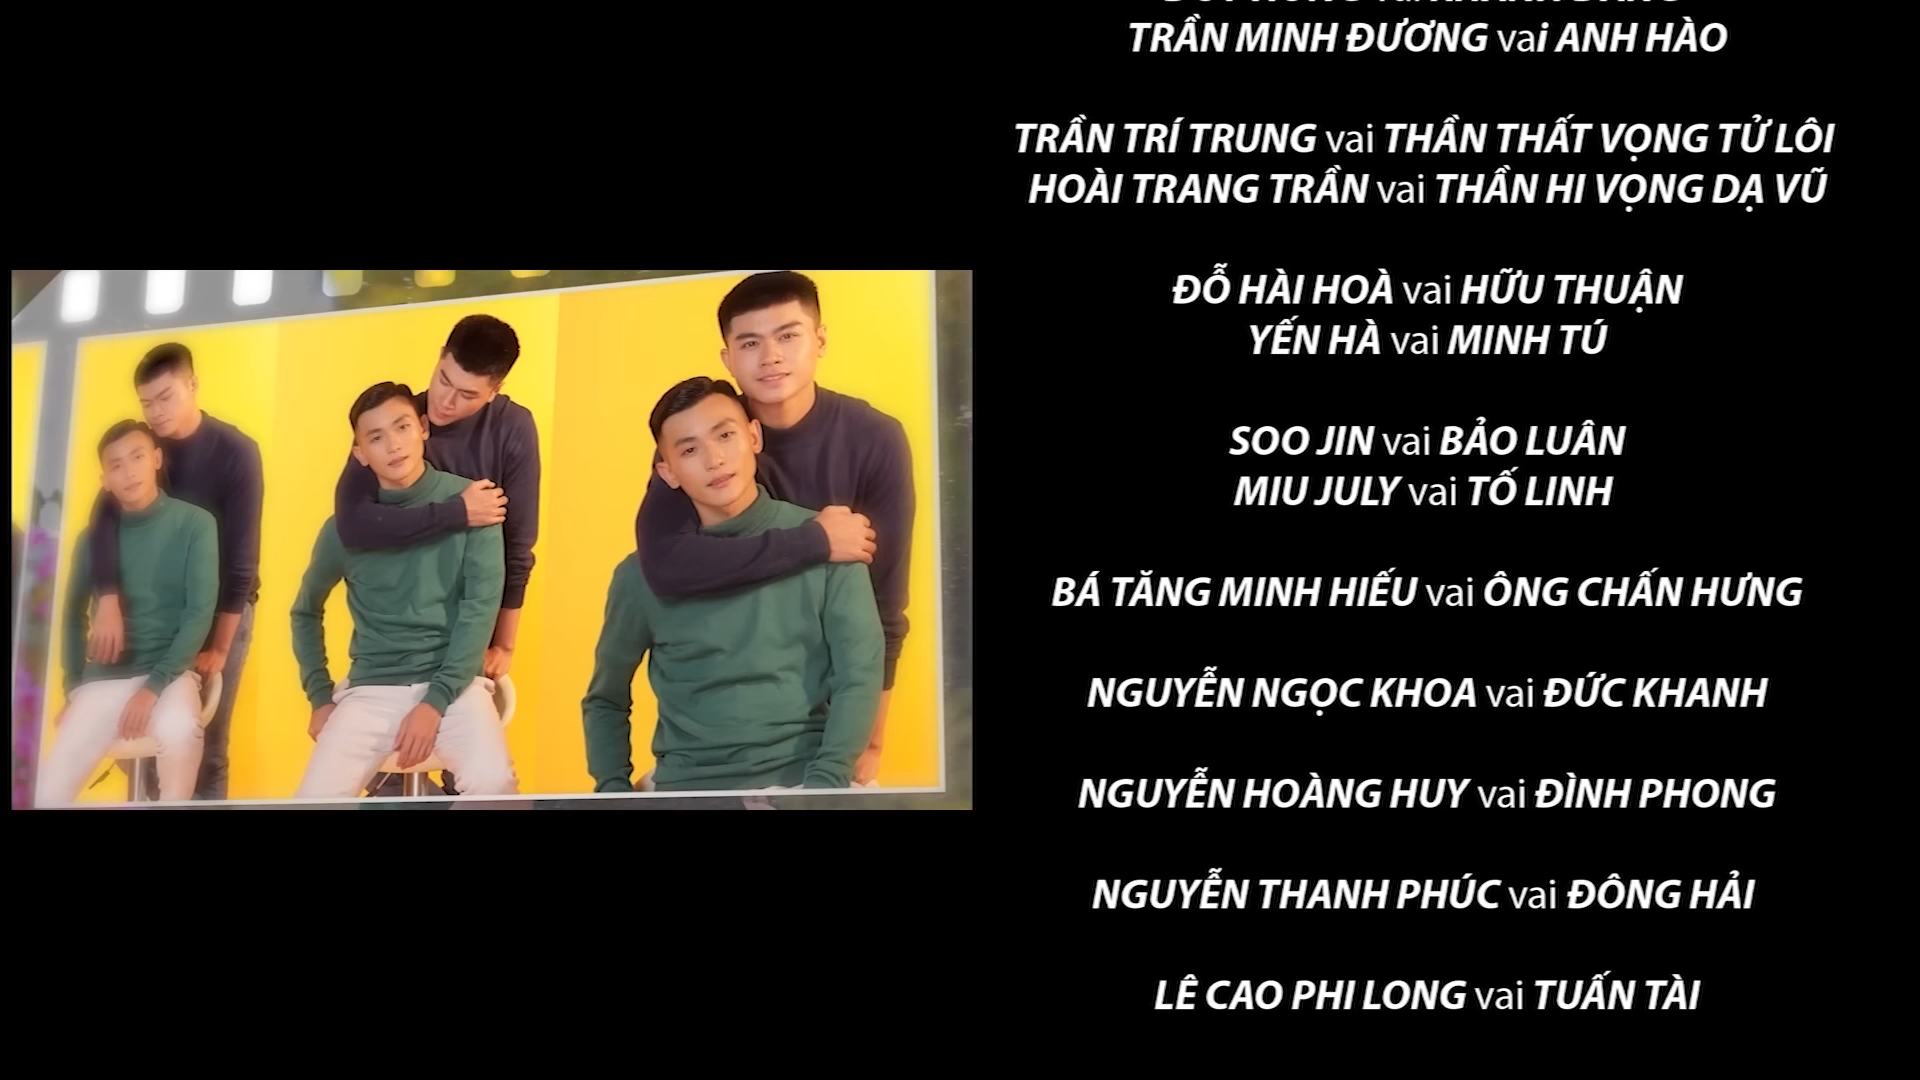 TRẦN MINH ĐƯƠNG vai ANH HÀO
TRẦN TRÍ TRUNG vai THẦN THẤT VỌNG TỬ LÔI
HOÀI TRANG TRẦN vai THẦN HI VỌNG DẠ VŨ
ĐỖ HÀI HOÀ vai HỮU THUẬN
YẾN HÀ vai MINH TÚ
SOO JIN vai BẢO LUÂN
MIU JULY vai TỐ LINH
BÁ TĂNG MINH HIẾU vai ÔNG CHẤN HƯNG
NGUYỄN NGỌC KHOA vai ĐỨC KHANH
NGUYỄN HOÀNG HUY vai ĐÌNH PHONG
NGUYỄN THANH PHÚC vai ĐÔNG HẢI
LÊ CAO PHI LONG vai TUẤN TÀI